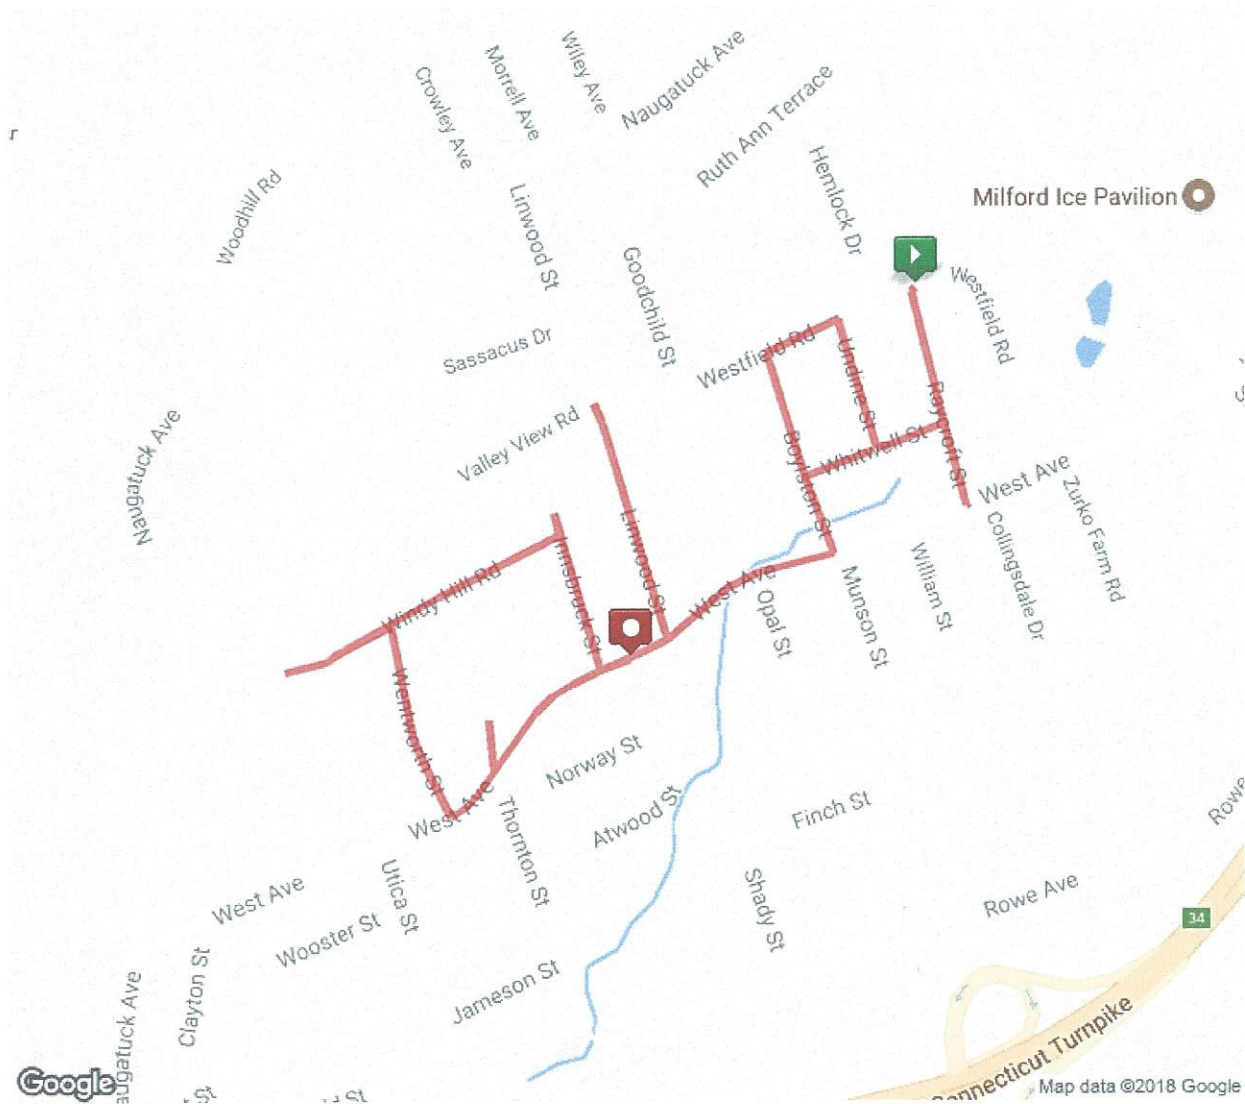 Wiley Ave
Naugatuck Ave
Morrell Ave
Crowley Ave
Ruth Ann Terrace
r
Hemlock Dr
Woodhill Rd
Linwood St
Milford Ice Pavilion
Goodchild St
Westfield Rd
Sassacus Dr
Westfield Rd
Undine St
Raycroft St
Valley View Rd
Naugatuck Ave
Boylston St
Whitwell St
West Ave
Zurko Farm Rd
Linwood St
Innsbruck St
Collingsdale Dr
William St
Windy Hill Rd
West Ave
Opal St
Munson St
Wentworth St
Norway St
West Ave
Thornton St
Atwood St
Finch St
Utica St
Shady St
West Ave
Rowe Ave
Wooster St
34
Clayton St
Jameson St
Connecticut Turnpike
Google
Map data ©2018 Google